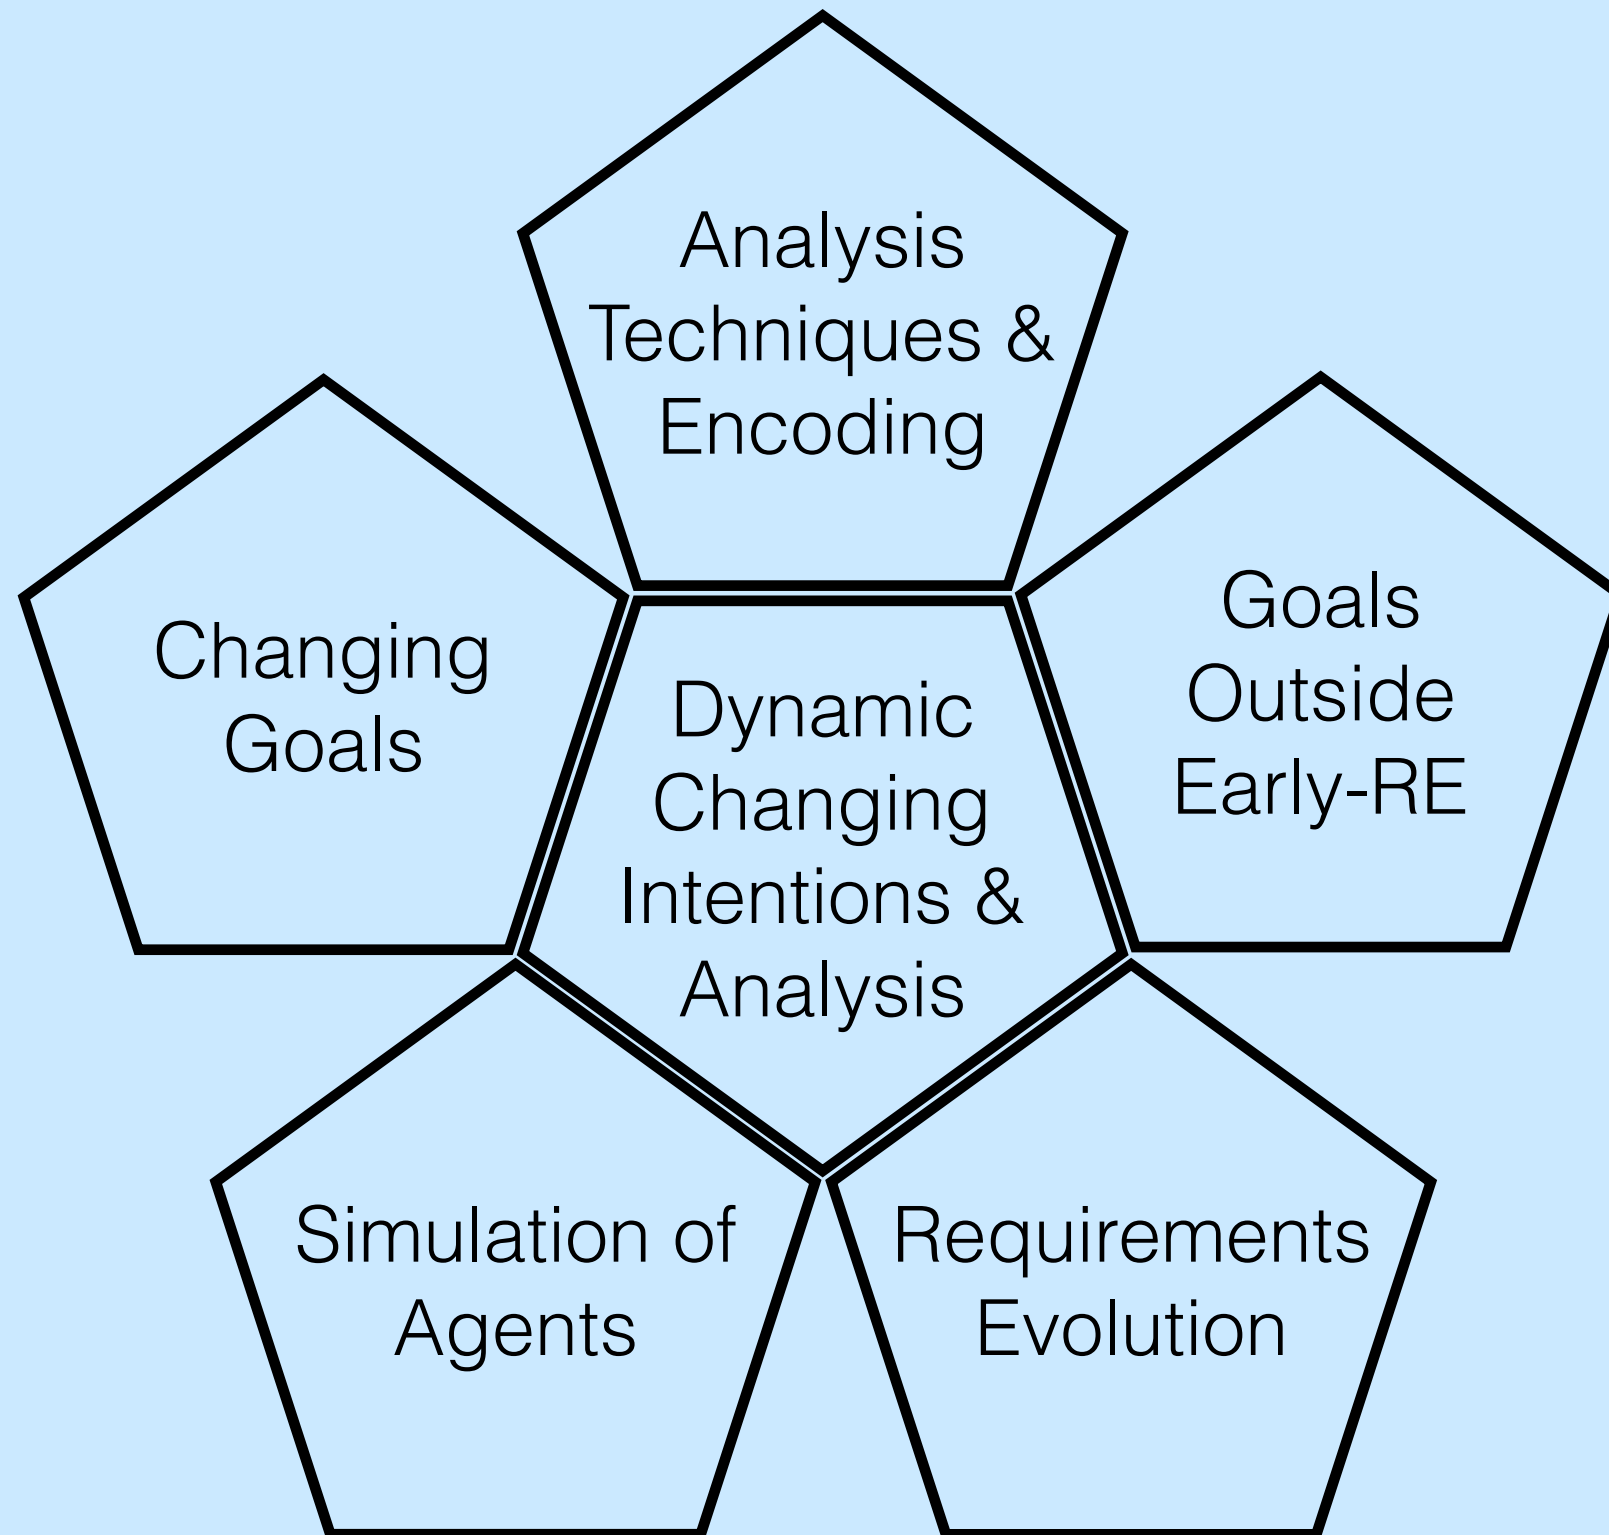 Analysis
Techniques &
Encoding
Changing
Goals
Goals
Outside
Early-RE
Dynamic
Changing
Intentions &
Analysis
Simulation of
Agents
Requirements
Evolution